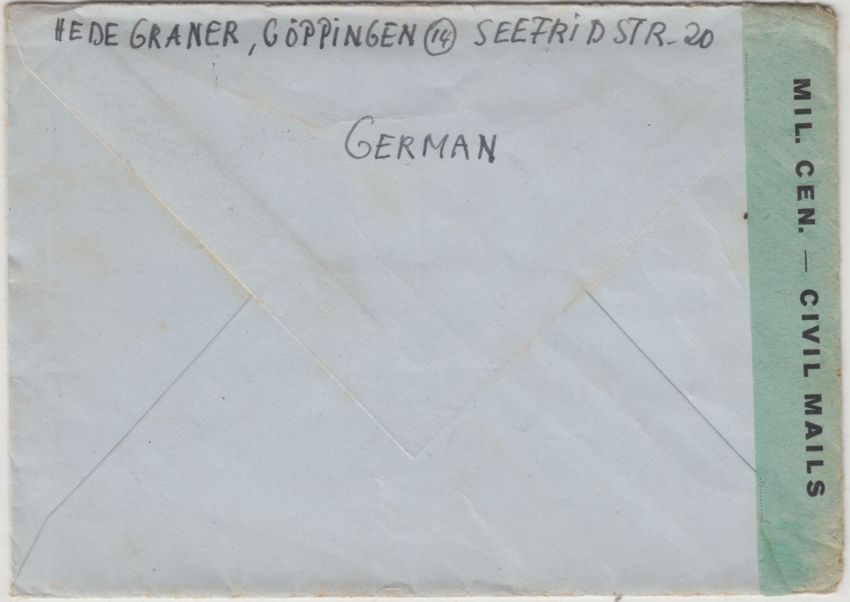 HEDE GRANER, GÖPPINGEN (14) SEEFRIDSTR. 20
GERMAN
MIL. CEN. — CIVIL MAILS